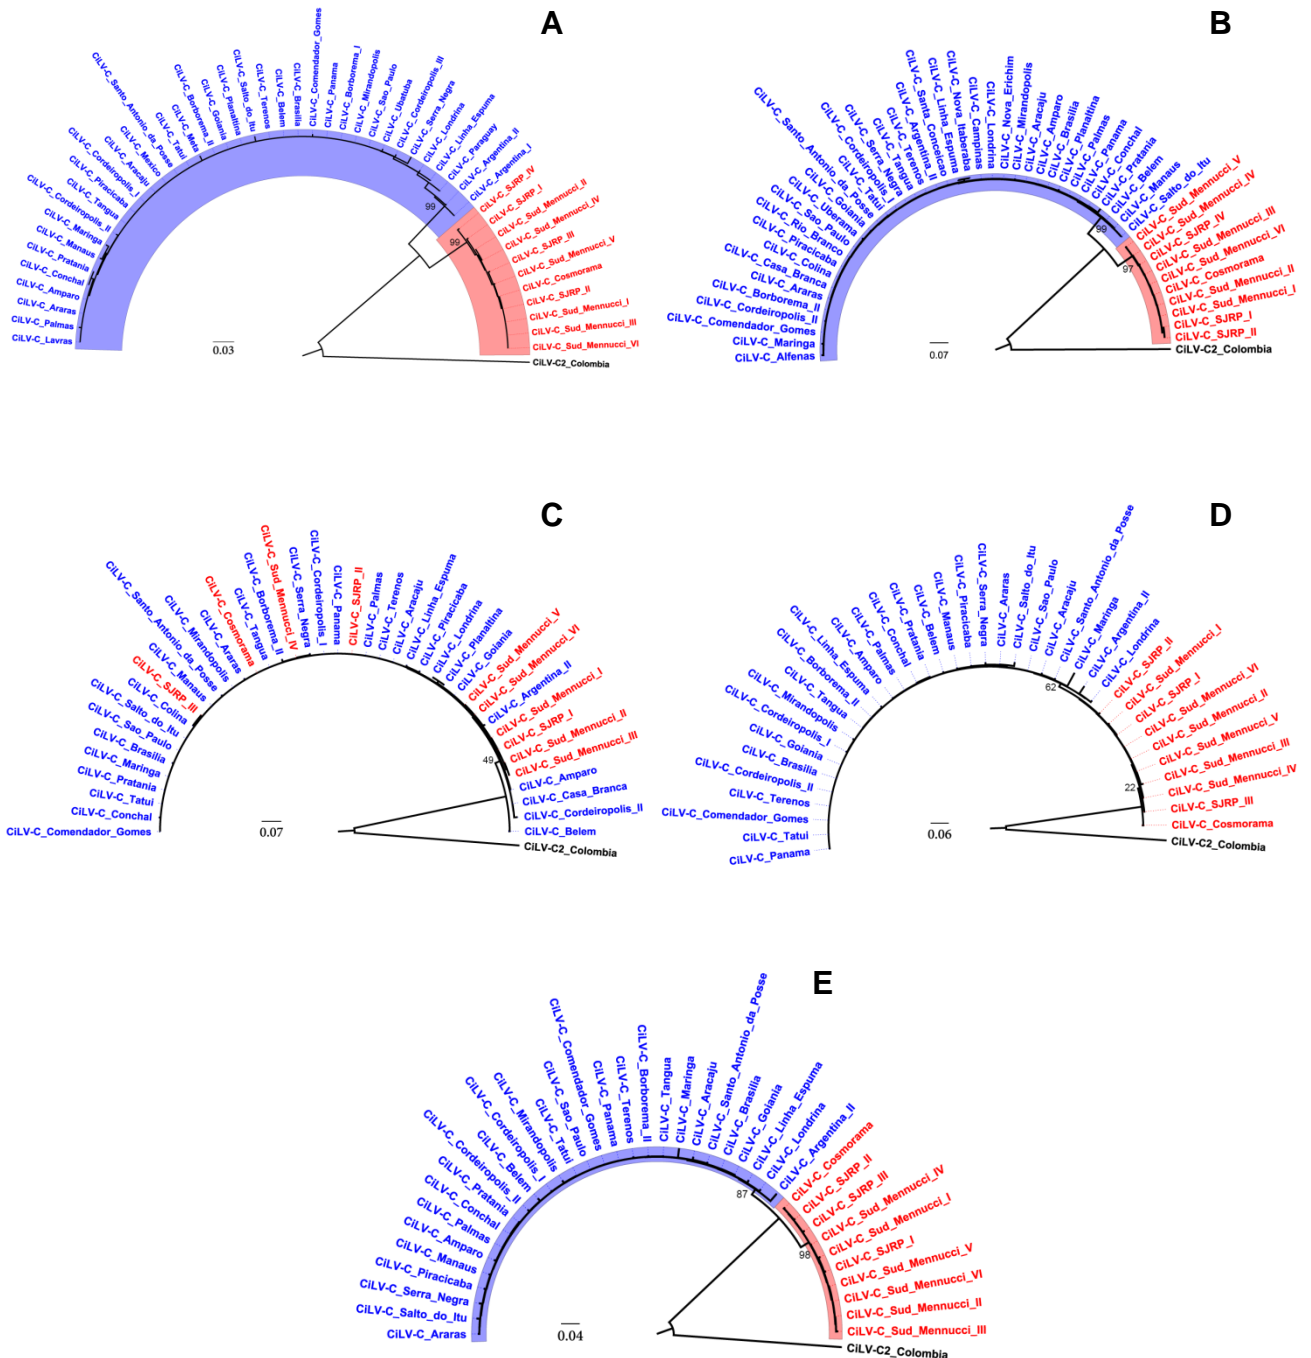 A
CiLV-C_Lavras
CiLV-C_Palmas
CiLV-C_Araras
CiLV-C_Amparo
CiLV-C_Conchal
CiLV-C_Pratania
CiLV-C_Manaus
CiLV-C_Maringa
CiLV-C_Cordeiropolis_II
CiLV-C_Tangua
CiLV-C_Piracicaba
CiLV-C_Cordeiropolis_I
CiLV-C_Aracaju
CiLV-C_Mexico
CiLV-C_Santo_Antonio_da_Posse
CiLV-C_Tatui
CiLV-C_Meta
CiLV-C_Borborema_II
CiLV-C_Goiania
CiLV-C_Planaltina
CiLV-C_Salto_do_Itu
CiLV-C_Terenos
CiLV-C_Belem
CiLV-C_Brasilia
CiLV-C_Comendador_Gomes
CiLV-C_Panama
CiLV-C_Borborema_I
CiLV-C_Mirandopolis
CiLV-C_Sao_Paulo
CiLV-C_Ubatuba
CiLV-C_Cordeiropolis_III
CiLV-C_Serra_Negra
CiLV-C_Londrina
CiLV-C_Linha_Espuma
CiLV-C_Paraguay
CiLV-C_Argentina_II
CiLV-C_Argentina_I
CiLV-C_SJRP_IV
CiLV-C_SJRP_I
CiLV-C_Sud_Mennucci_II
CiLV-C_Sud_Mennucci_IV
CiLV-C_SJRP_III
CiLV-C_Sud_Mennucci_V
CiLV-C_Cosmorama
CiLV-C_SJRP_II
CiLV-C_Sud_Mennucci_I
CiLV-C_Sud_Mennucci_III
CiLV-C_Sud_Mennucci_VI
CiLV-C2_Colombia
99
99
0.03
B
CiLV-C_Alfenas
CiLV-C_Maringa
CiLV-C_Comendador_Gomes
CiLV-C_Cordeiropolis_II
CiLV-C_Borborema_II
CiLV-C_Araras
CiLV-C_Casa_Branca
CiLV-C_Colina
CiLV-C_Piracicaba
CiLV-C_Rio_Branco
CiLV-C_Sao_Paulo
CiLV-C_Uberama
CiLV-C_Goiania
CiLV-C_Santo_Antonio_da_Posse
CiLV-C_Tatui
CiLV-C_Cordeiropolis_I
CiLV-C_Serra_Negra
CiLV-C_Tangua
CiLV-C_Terenos
CiLV-C_Argentina_II
CiLV-C_Santa_Conceicao
CiLV-C_Linha_Espuma
CiLV-C_Nova_Itaberaba
CiLV-C_Campinas
CiLV-C_Londrina
CiLV-C_Nova_Erichim
CiLV-C_Mirandopolis
CiLV-C_Aracaju
CiLV-C_Amparo
CiLV-C_Brasilia
CiLV-C_Planaltina
CiLV-C_Palmas
CiLV-C_Panama
CiLV-C_Conchal
CiLV-C_Pratania
CiLV-C_Belem
CiLV-C_Manaus
CiLV-C_Salto_do_Itu
CiLV-C_Sud_Mennucci_V
CiLV-C_Sud_Mennucci_IV
CiLV-C_SJRP_IV
CiLV-C_Sud_Mennucci_III
CiLV-C_Sud_Mennucci_VI
CiLV-C_Cosmorama
CiLV-C_Sud_Mennucci_II
CiLV-C_Sud_Mennucci_I
CiLV-C_SJRP_I
CiLV-C_SJRP_II
CiLV-C2_Colombia
99
97
0.07
C
CiLV-C_Comendador_Gomes
CiLV-C_Conchal
CiLV-C_Tatui
CiLV-C_Pratania
CiLV-C_Maringa
CiLV-C_Brasilia
CiLV-C_Sao_Paulo
CiLV-C_Salto_do_Itu
CiLV-C_Colina
CiLV-C_SJRP_III
CiLV-C_Manaus
CiLV-C_Santo_Antonio_da_Posse
CiLV-C_Mirandopolis
CiLV-C_Araras
CiLV-C_Cosmorama
CiLV-C_Tangua
CiLV-C_Borborema_II
CiLV-C_Sud_Mennucci_IV
CiLV-C_Serra_Negra
CiLV-C_Cordeiropolis_I
CiLV-C_Panama
CiLV-C_SJRP_II
CiLV-C_Palmas
CiLV-C_Terenos
CiLV-C_Aracaju
CiLV-C_Linha_Espuma
CiLV-C_Piracicaba
CiLV-C_Londrina
CiLV-C_Planaltina
CiLV-C_Goiania
CiLV-C_Sud_Mennucci_V
CiLV-C_Sud_Mennucci_VI
CiLV-C_Argentina_II
CiLV-C_Sud_Mennucci_I
CiLV-C_SJRP_I
CiLV-C_Sud_Mennucci_II
CiLV-C_Sud_Mennucci_III
CiLV-C_Amparo
CiLV-C_Casa_Branca
CiLV-C_Cordeiropolis_II
CiLV-C_Belem
CiLV-C2_Colombia
49
0.07
D
CiLV-C_Panama
CiLV-C_Tatui
CiLV-C_Comendador_Gomes
CiLV-C_Terenos
CiLV-C_Cordeiropolis_II
CiLV-C_Brasilia
CiLV-C_Goiania
CiLV-C_Cordeiropolis_I
CiLV-C_Mirandopolis
CiLV-C_Tangua
CiLV-C_Borborema_II
CiLV-C_Linha_Espuma
CiLV-C_Amparo
CiLV-C_Palmas
CiLV-C_Conchal
CiLV-C_Pratania
CiLV-C_Belem
CiLV-C_Manaus
CiLV-C_Piracicaba
CiLV-C_Serra_Negra
CiLV-C_Araras
CiLV-C_Salto_do_Itu
CiLV-C_Sao_Paulo
CiLV-C_Aracaju
CiLV-C_Santo_Antonio_da_Posse
CiLV-C_Maringa
CiLV-C_Argentina_II
CiLV-C_Londrina
CiLV-C_SJRP_II
CiLV-C_Sud_Mennucci_I
CiLV-C_SJRP_I
CiLV-C_Sud_Mennucci_VI
CiLV-C_Sud_Mennucci_II
CiLV-C_Sud_Mennucci_V
CiLV-C_Sud_Mennucci_III
CiLV-C_Sud_Mennucci_IV
CiLV-C_SJRP_III
CiLV-C_Cosmorama
CiLV-C2_Colombia
62
22
0.06
E
CiLV-C_Araras
CiLV-C_Salto_do_Itu
CiLV-C_Serra_Negra
CiLV-C_Piracicaba
CiLV-C_Manaus
CiLV-C_Amparo
CiLV-C_Palmas
CiLV-C_Conchal
CiLV-C_Pratania
CiLV-C_Cordeiropolis_II
CiLV-C_Belem
CiLV-C_Cordeiropolis_I
CiLV-C_Mirandopolis
CiLV-C_Tatui
CiLV-C_Sao_Paulo
CiLV-C_Comendador_Gomes
CiLV-C_Panama
CiLV-C_Terenos
CiLV-C_Borborema_II
CiLV-C_Tangua
CiLV-C_Maringa
CiLV-C_Aracaju
CiLV-C_Santo_Antonio_da_Posse
CiLV-C_Brasilia
CiLV-C_Goiania
CiLV-C_Linha_Espuma
CiLV-C_Londrina
CiLV-C_Argentina_II
CiLV-C_Cosmorama
CiLV-C_SJRP_II
CiLV-C_SJRP_III
CiLV-C_Sud_Mennucci_IV
CiLV-C_Sud_Mennucci_I
CiLV-C_SJRP_I
CiLV-C_Sud_Mennucci_V
CiLV-C_Sud_Mennucci_VI
CiLV-C_Sud_Mennucci_II
CiLV-C_Sud_Mennucci_III
CiLV-C2_Colombia
87
98
0.04